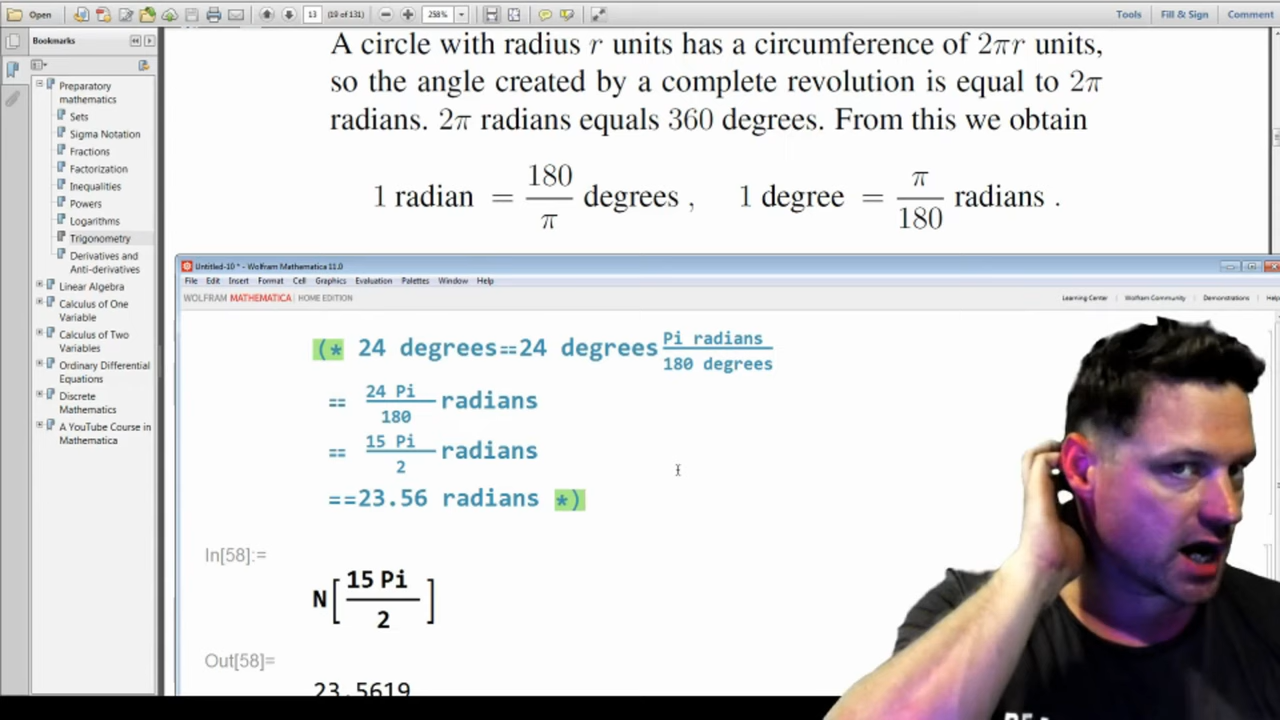 Open 13 (19 of 131) 258% Tools Fill & Sign Comment
Bookmarks
Preparatory
mathematics
Sets
Sigma Notation
Fractions
Factorization
Inequalities
Powers
Logarithms
Trigonometry
Derivatives and
Anti-derivatives
Linear Algebra
Calculus of One
Variable
Calculus of Two
Variables
Ordinary Differential
Equations
Discrete
Mathematics
A YouTube Course in
Mathematica
A circle with radius r units has a circumference of 2πr units,
so the angle created by a complete revolution is equal to 2π
radians. 2π radians equals 360 degrees. From this we obtain
1 radian = 180/π degrees , 1 degree = π/180 radians .
Untitled-10 * - Wolfram Mathematica 11.0
File Edit Insert Format Cell Graphics Evaluation Palettes Window Help
WOLFRAM MATHEMATICA | HOME EDITION Learning Center Wolfram Community Demonstrations Help
(* 24 degrees==24 degrees Pi radians/180 degrees
== 24 Pi/180 radians
== 15 Pi/2 radians
==23.56 radians *)
In[58]:=
N[15 Pi/2]
Out[58]=
23.5619